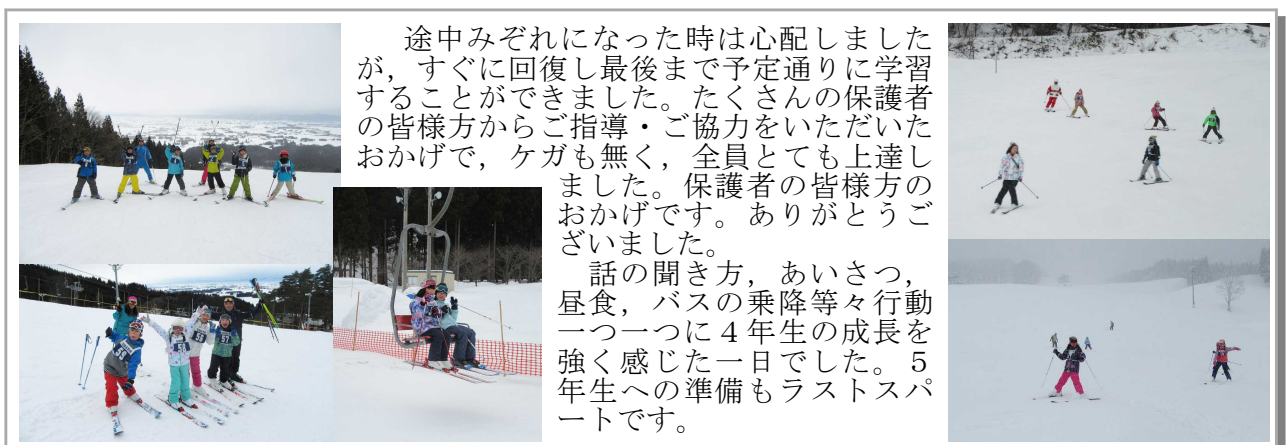 途中みぞれになった時は心配しました
が，すぐに回復し最後まで予定通りに学習
することができました。たくさんの保護者
の皆様方からご指導・ご協力をいただいた
おかげで，ケガも無く，全員とても上達し
ました。保護者の皆様方の
おかげです。ありがとうご
ざいました。
話の聞き方，あいさつ，
昼食，バスの乗降等々行動
一つ一つに４年生の成長を
強く感じた一日でした。５
年生への準備もラストスパ
ートです。